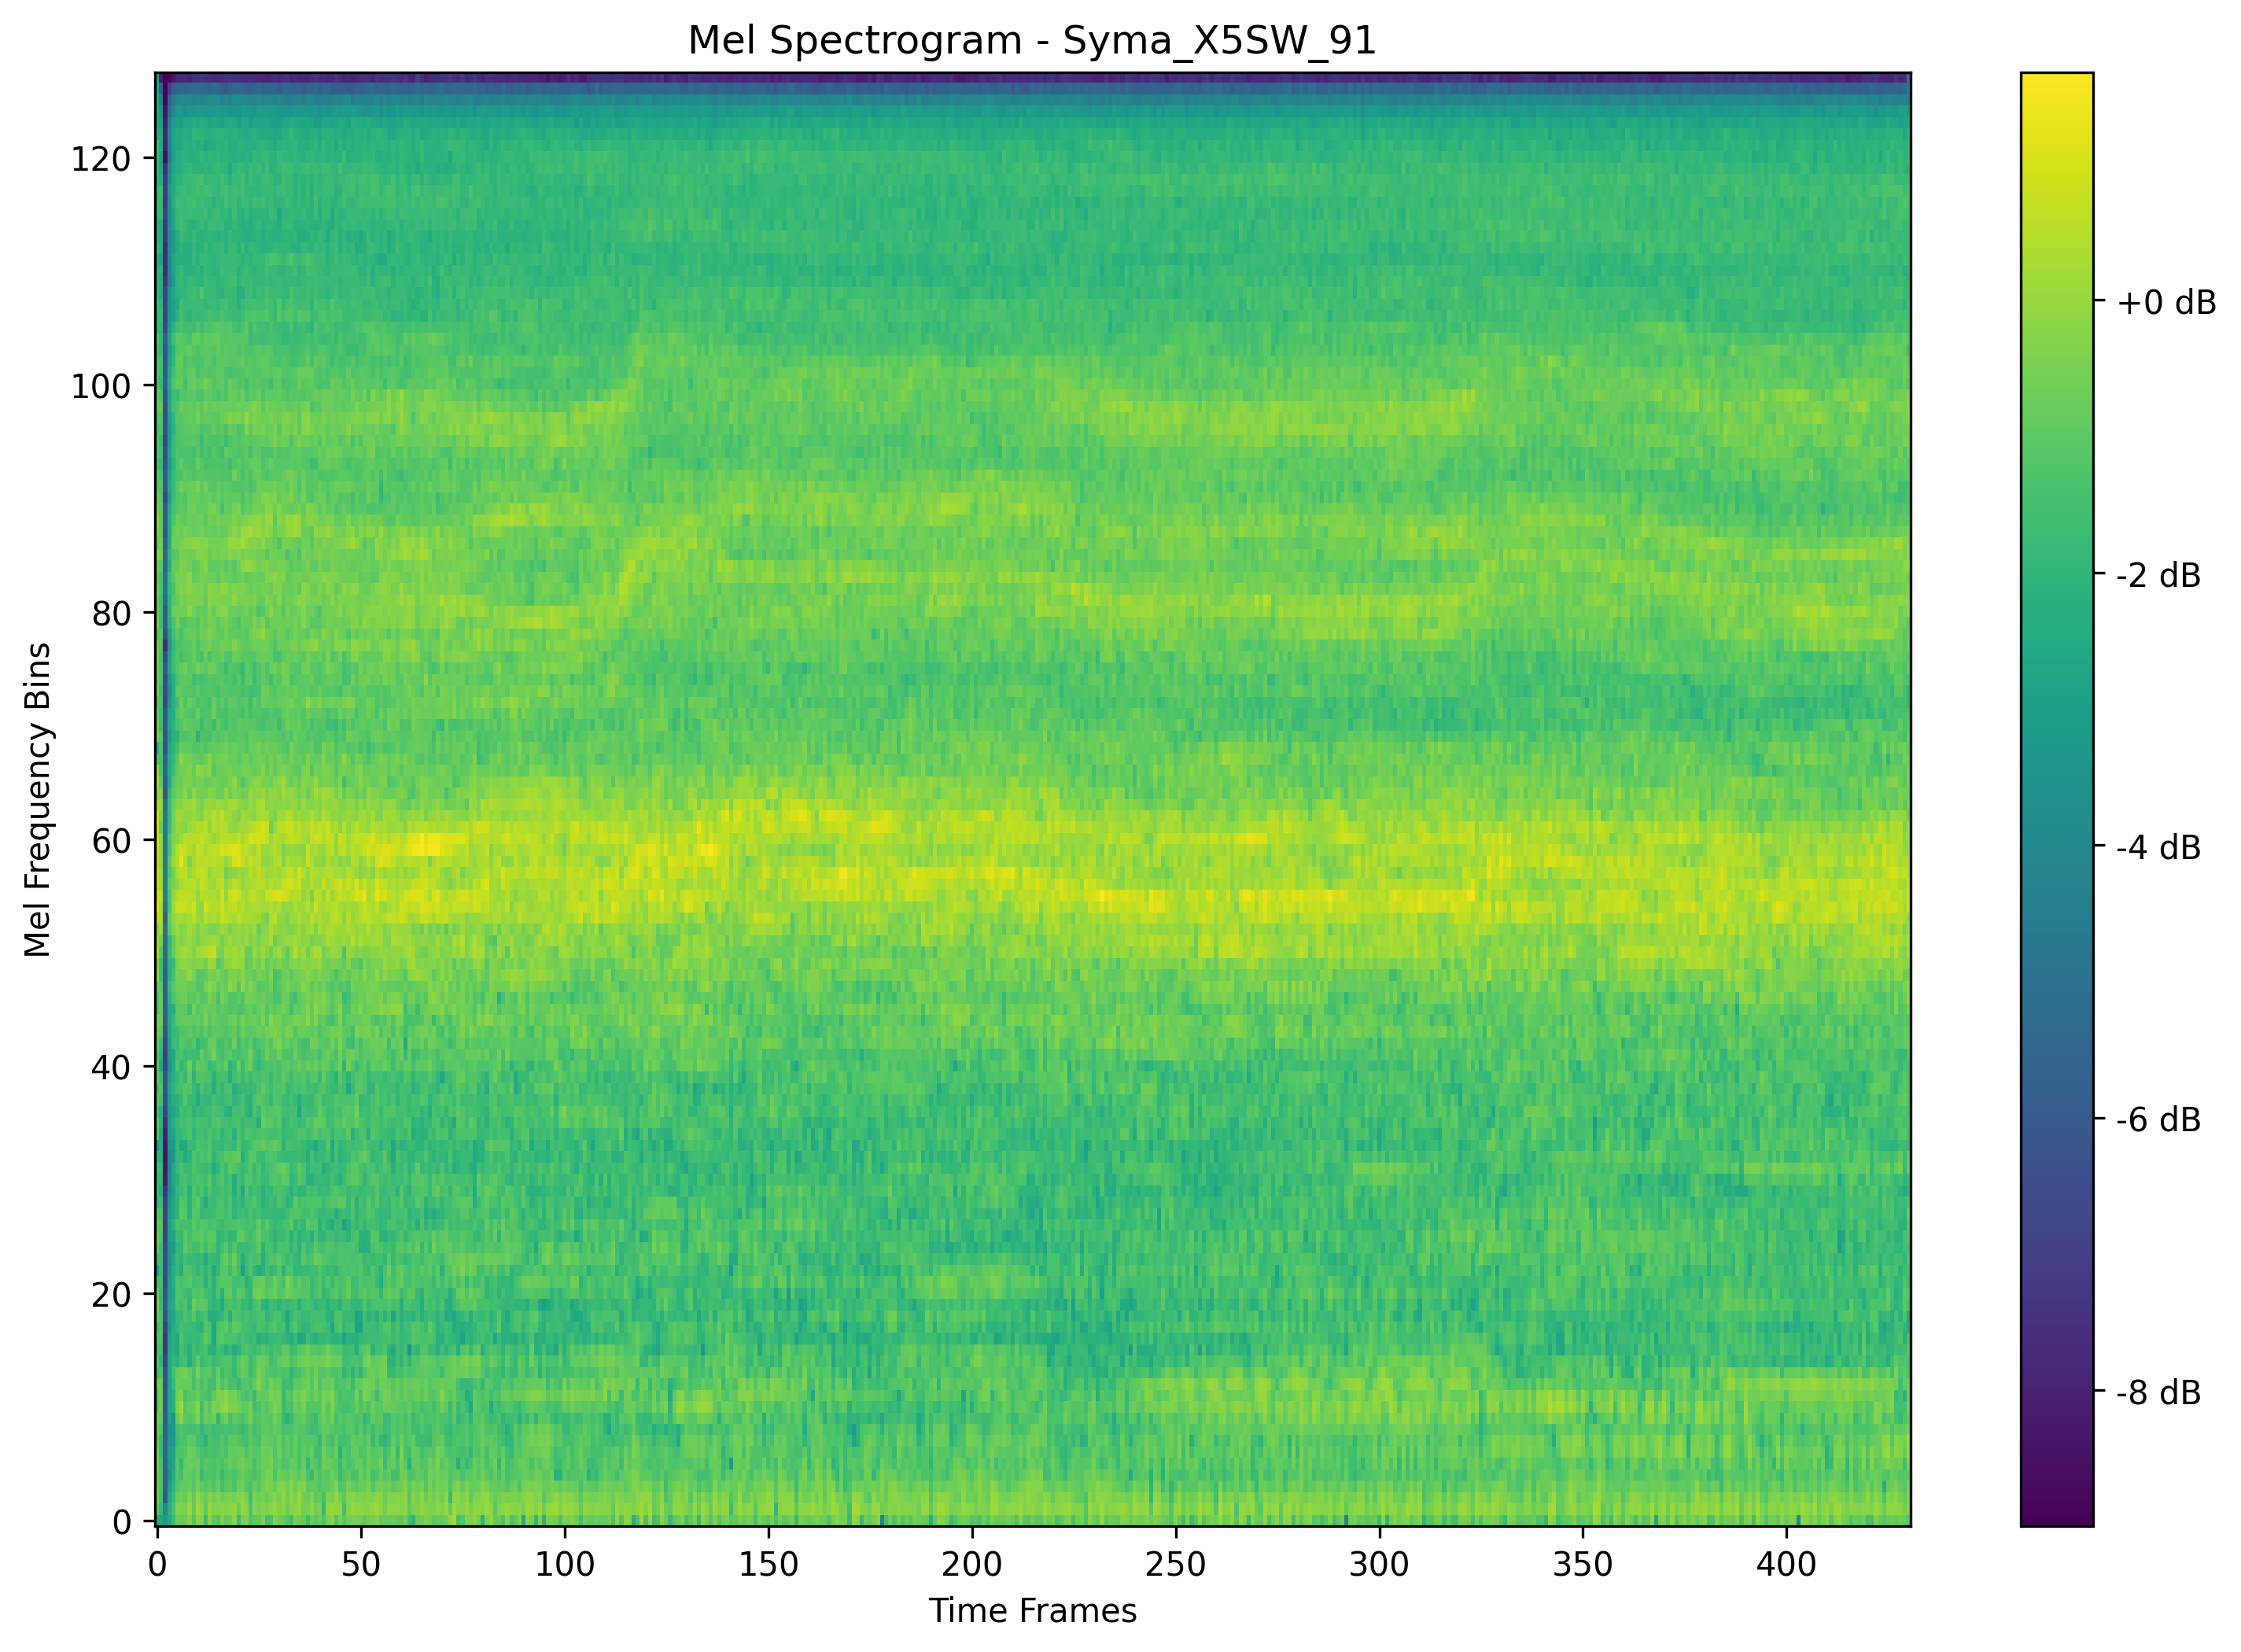 Mel Spectrogram - Syma_X5SW_91
Mel Frequency Bins
120
100
80
60
40
20
0
0 50 100 150 200 250 300 350 400
Time Frames
+0 dB
-2 dB
-4 dB
-6 dB
-8 dB